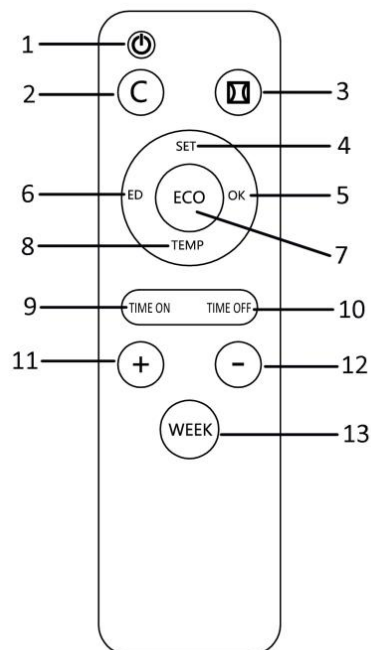 1
2 C 3
SET 4
6 ED ECO OK 5
8 TEMP 7
9 TIME ON TIME OFF 10
11 + - 12
WEEK 13